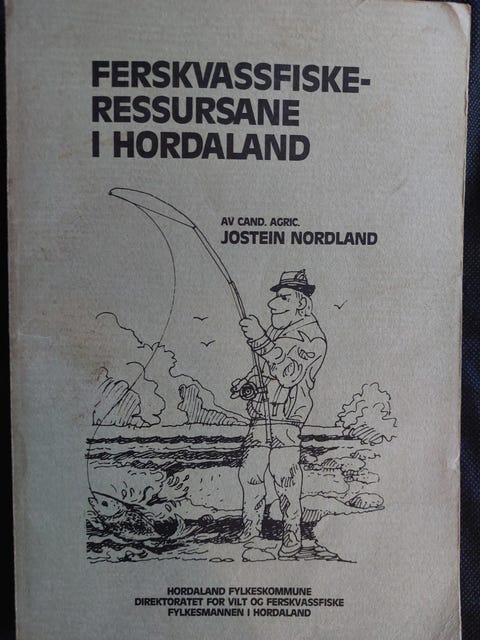 FERSKVASSFISKE-
RESSURSANE
I HORDALAND
AV CAND. AGRIC.
JOSTEIN NORDLAND
HORDALAND FYLKESKOMMUNE
DIREKTORATET FOR VILT OG FERSKVASSFISKE
FYLKESMANNEN I HORDALAND